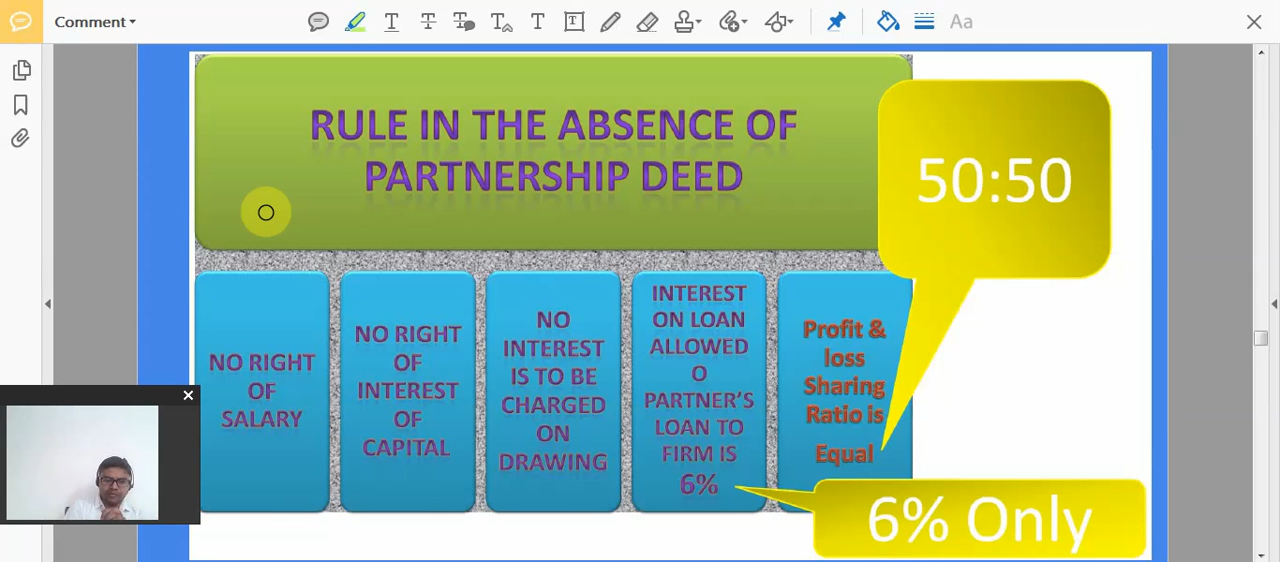 Comment
Aa
RULE IN THE ABSENCE OF
PARTNERSHIP DEED
50:50
NO RIGHT
OF
SALARY
NO RIGHT
OF
INTEREST
OF
CAPITAL
NO
INTEREST
IS TO BE
CHARGED
ON
DRAWING
INTEREST
ON LOAN
ALLOWED
O
PARTNER'S
LOAN TO
FIRM IS
6%
Profit &
loss
Sharing
Ratio is
Equal
6% Only